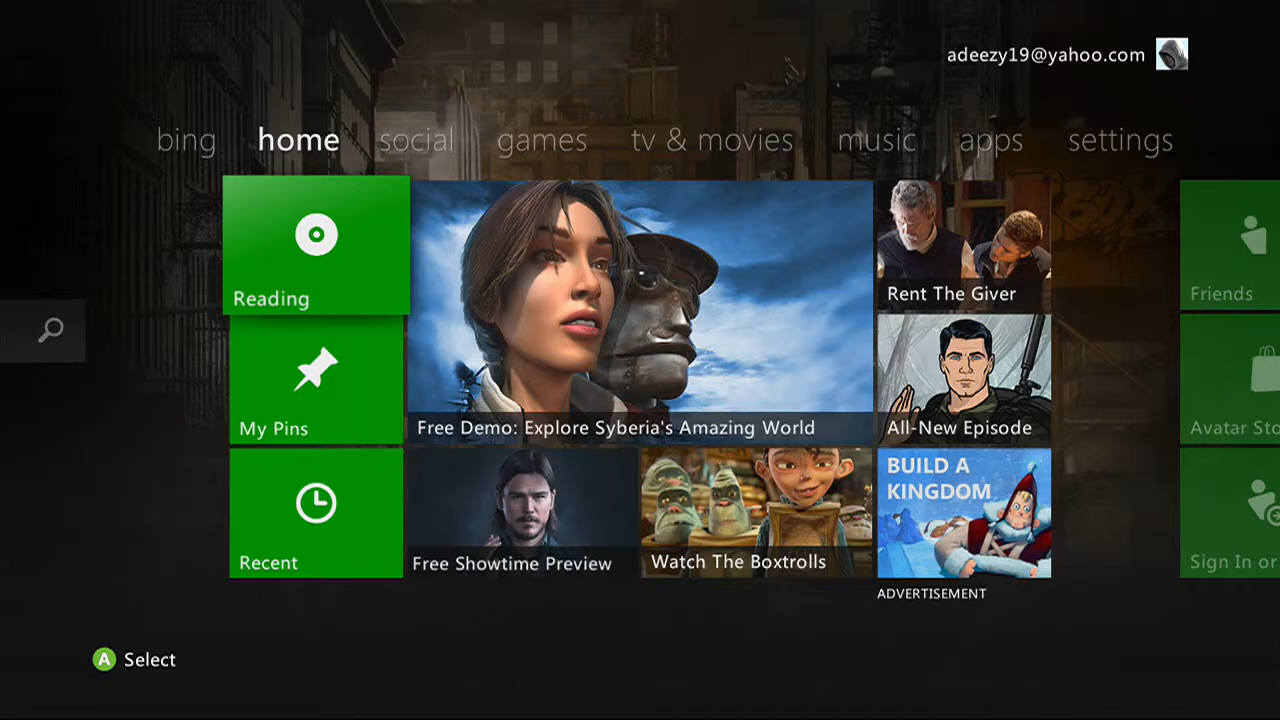 adeezy19@yahoo.com
bing home social games tv & movies music apps settings
Reading
My Pins
Recent
Free Demo: Explore Syberia's Amazing World
Free Showtime Preview
Watch The Boxtrolls
Rent The Giver
All-New Episode
BUILD A
KINGDOM
ADVERTISEMENT
Friends
Avatar Sto
Sign In or
A Select